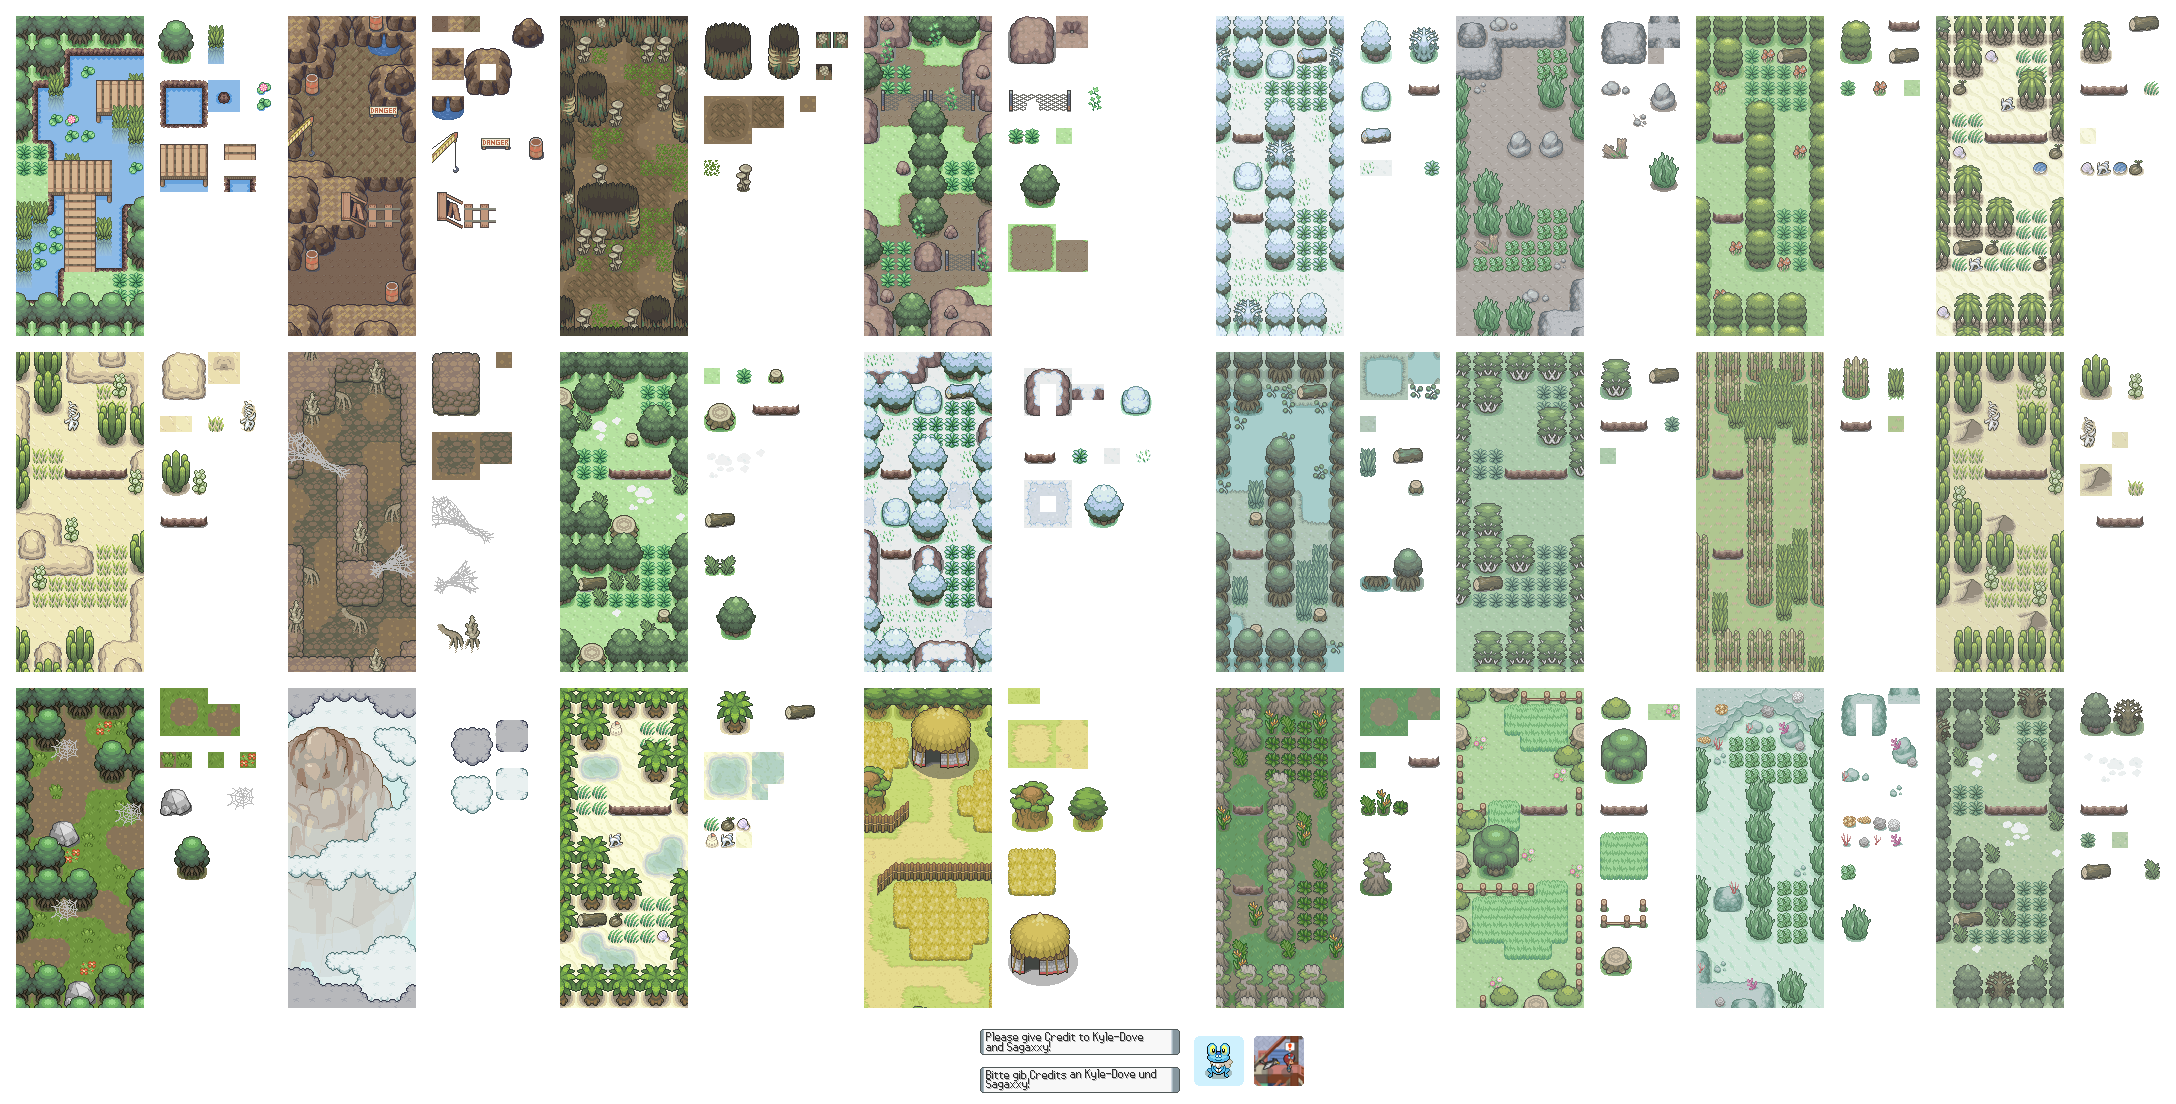 DANGER
DANGER
Please give Credit to Kyle-Dove
and Sagaxxy!
Bitte gib Credits an Kyle-Dove und
Sagaxxy!